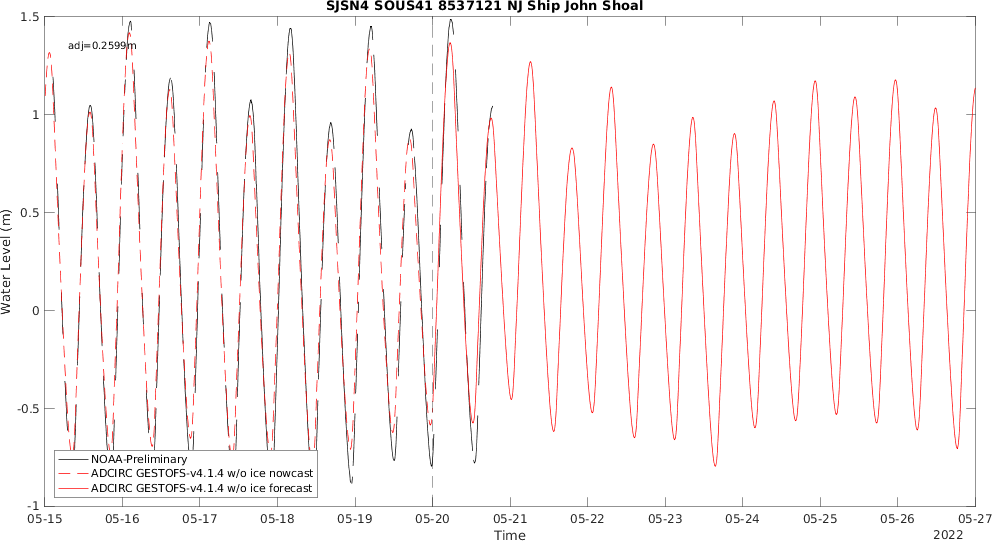 SJSN4 SOUS41 8537121 NJ Ship John Shoal
adj=0.2599m
Water Level (m)
1.5
1
0.5
0
-0.5
-1
NOAA-Preliminary
ADCIRC GESTOFS-v4.1.4 w/o ice nowcast
ADCIRC GESTOFS-v4.1.4 w/o ice forecast
05-15 05-16 05-17 05-18 05-19 05-20 05-21 05-22 05-23 05-24 05-25 05-26 05-27
Time
2022